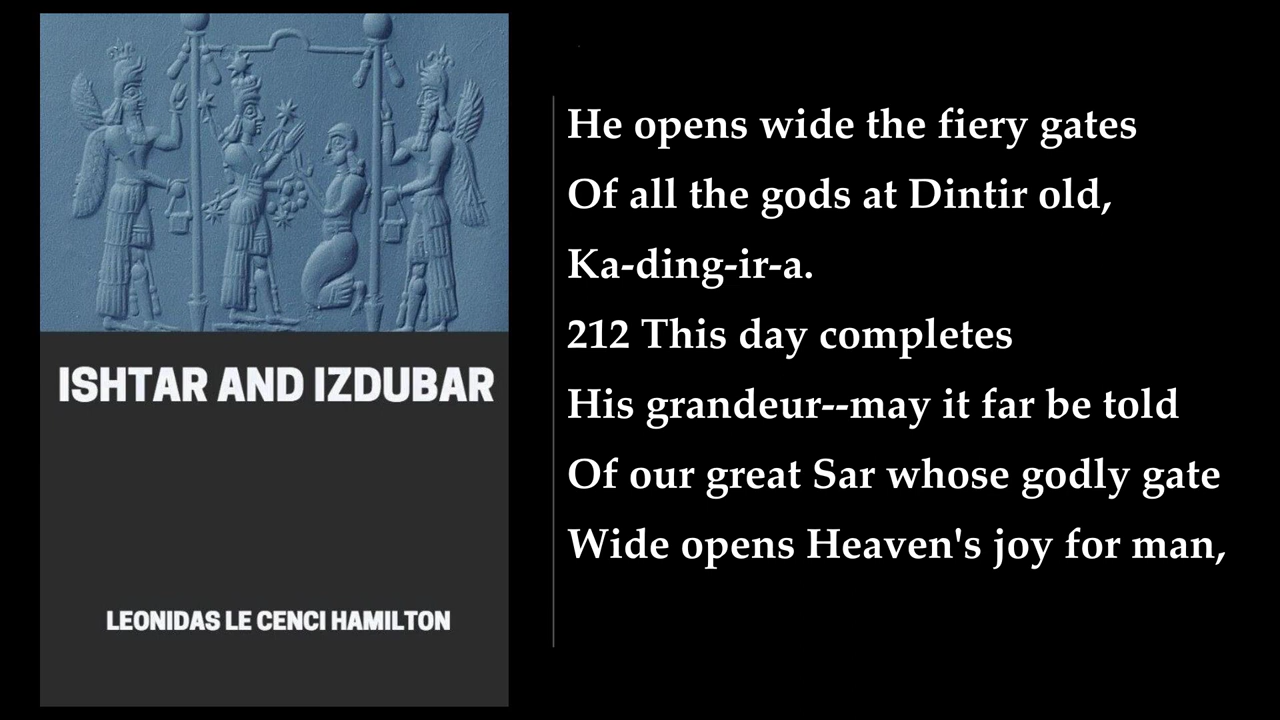 ISHTAR AND IZDUBAR
LEONIDAS LE CENCI HAMILTON
He opens wide the fiery gates
Of all the gods at Dintir old,
Ka-ding-ir-a.
212 This day completes
His grandeur--may it far be told
Of our great Sar whose godly gate
Wide opens Heaven's joy for man,